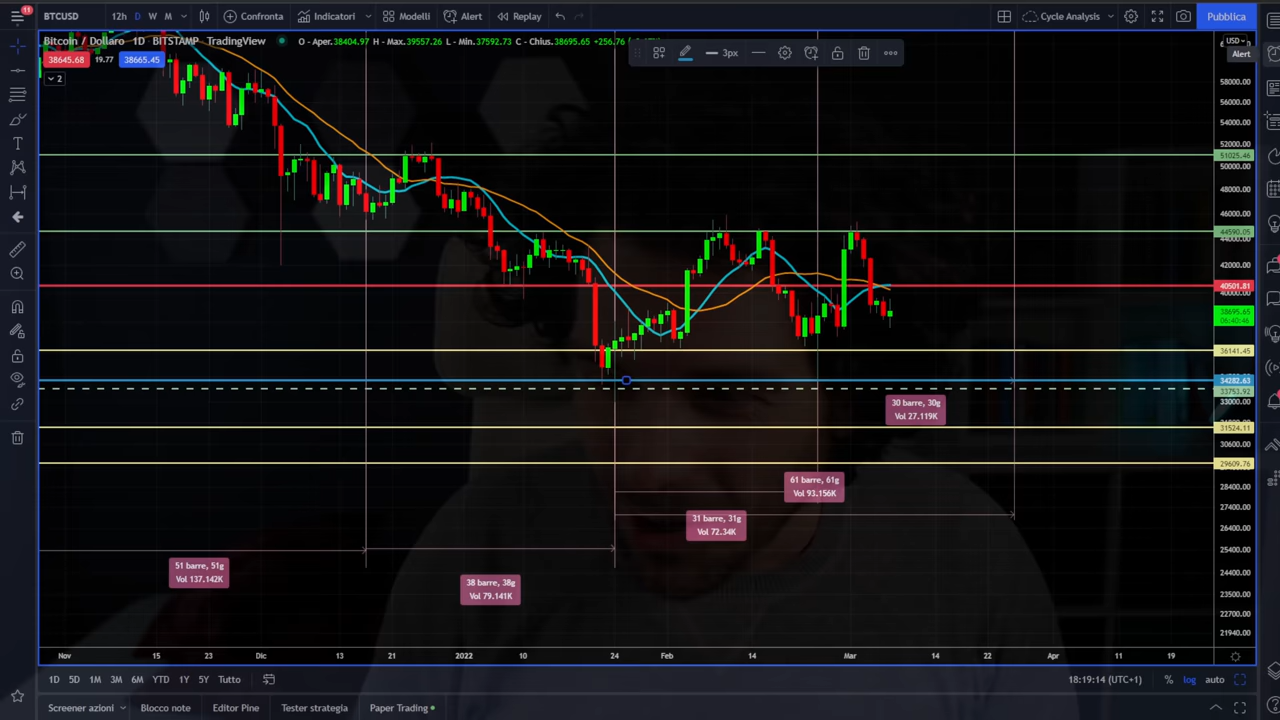 11
BTCUSD
12h D W M
Confronta
Indicatori
Modelli
Alert
Replay
Cycle Analysis
Pubblica
Bitcoin / Dollaro · 1D · BITSTAMP · TradingView
O - Aper.38404.97 H - Max.39557.26 L - Min.37592.73 C - Chius.38695.65 +256.76
38645.68 19.77 38665.45
2
3px
USD
Alert
58000.00
56000.00
54000.00
51025.46
50000.00
48000.00
46000.00
44590.05
44000.00
42000.00
40501.81
40000.00
38695.65
06:40:46
36141.45
34282.63
33753.92
33000.00
31524.11
30600.00
29609.76
28400.00
27400.00
26400.00
25400.00
24400.00
23500.00
22700.00
21940.00
30 barre, 30g
Vol 27.119K
61 barre, 61g
Vol 93.156K
31 barre, 31g
Vol 72.34K
51 barre, 51g
Vol 137.142K
38 barre, 38g
Vol 79.141K
Nov 15 23 Dic 13 21 2022 10 24 Feb 14 Mar 14 22 Apr 11 19
1D 5D 1M 3M 6M YTD 1Y 5Y Tutto
18:19:14 (UTC+1) % log auto
Screener azioni
Blocco note
Editor Pine
Tester strategia
Paper Trading